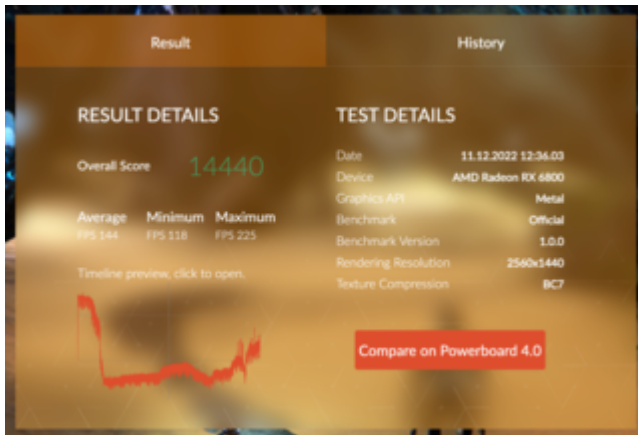 Result
History
RESULT DETAILS
Overall Score 14440
Average Minimum Maximum
FPS 144 FPS 118 FPS 225
Timeline preview, click to open.
TEST DETAILS
Date 11.12.2022 12:36.03
Device AMD Radeon RX 6800
Graphics API Metal
Benchmark Official
Benchmark Version 1.0.0
Rendering Resolution 2560x1440
Texture Compression BC7
Compare on Powerboard 4.0